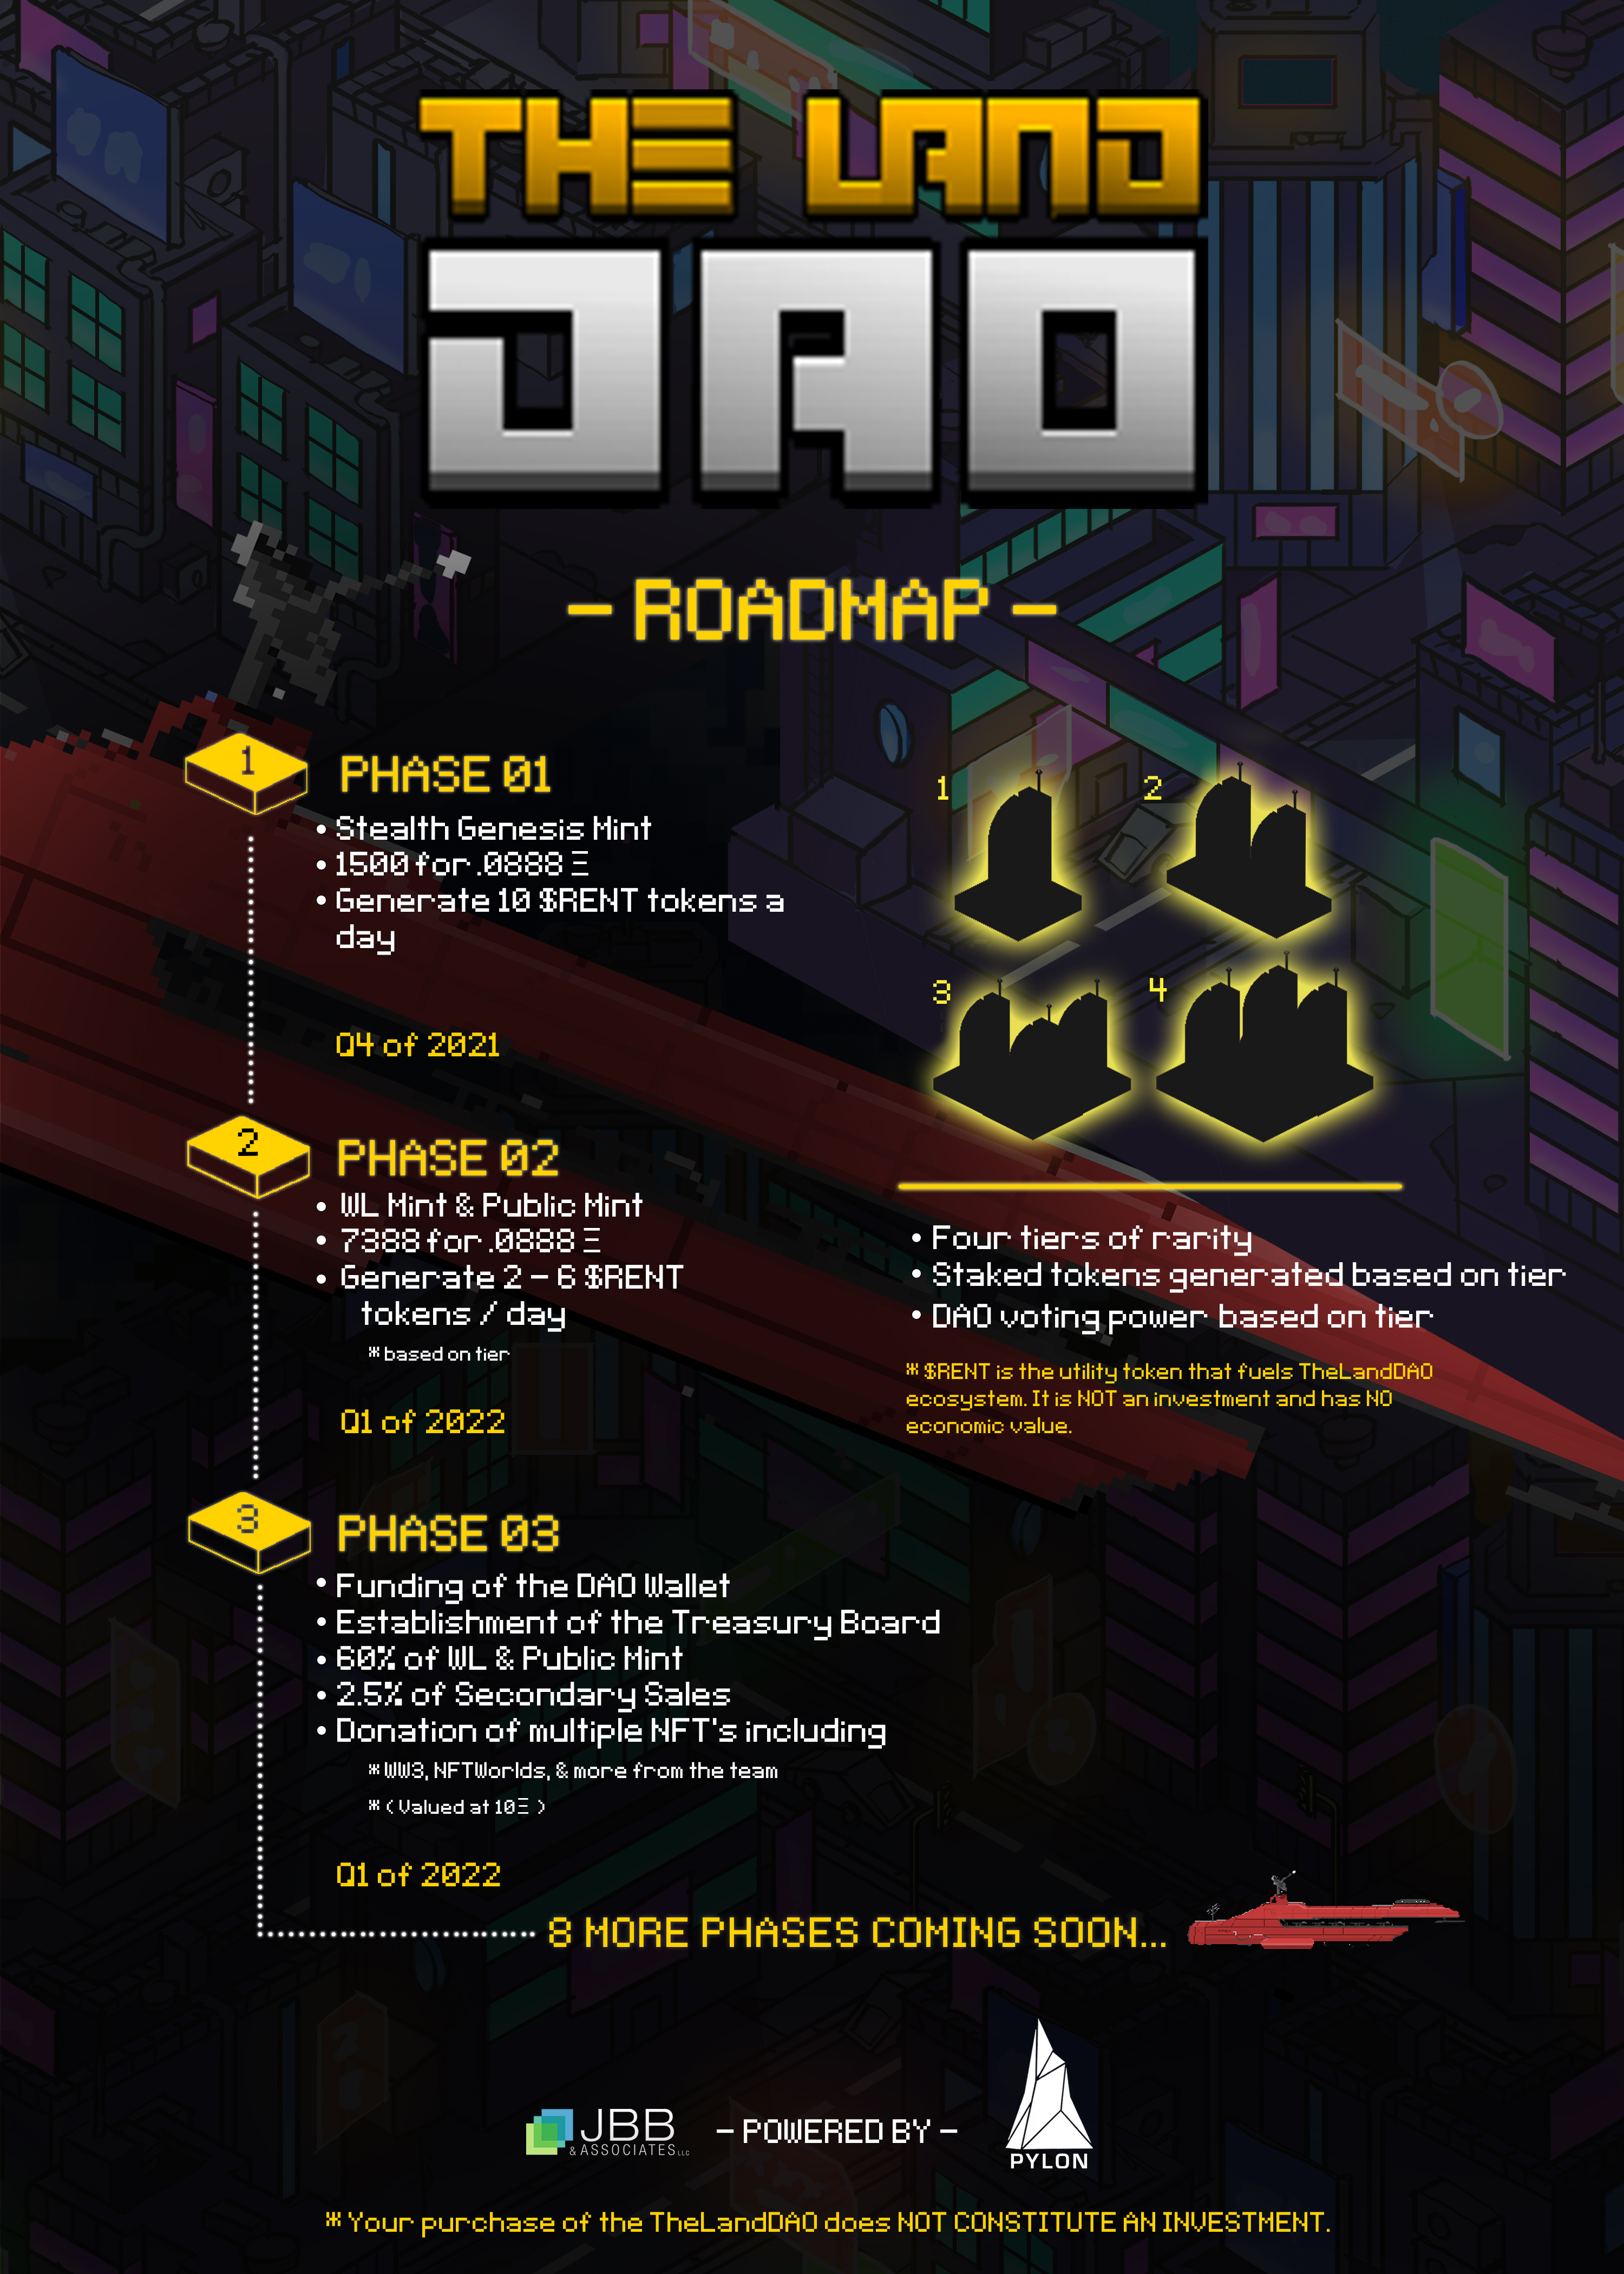 THE LAND
DAO
- ROADMAP -
1
PHASE 01
• Stealth Genesis Mint
• 1500 for .0888 Ξ
• Generate 10 $RENT tokens a
day
Q4 of 2021
2
PHASE 02
• WL Mint & Public Mint
• 7388 for .0888 Ξ
• Generate 2 - 6 $RENT
tokens / day
* based on tier
Q1 of 2022
3
PHASE 03
• Funding of the DAO Wallet
• Establishment of the Treasury Board
• 60% of WL & Public Mint
• 2.5% of Secondary Sales
• Donation of multiple NFT's including
* WW3, NFTWorlds, & more from the team
* ( Valued at 10Ξ )
Q1 of 2022
8 MORE PHASES COMING SOON...
1
2
3
4
• Four tiers of rarity
• Staked tokens generated based on tier
• DAO voting power based on tier
* $RENT is the utility token that fuels TheLandDAO
ecosystem. It is NOT an investment and has NO
economic value.
JBB
& ASSOCIATES LLC
- POWERED BY -
PYLON
* Your purchase of the TheLandDAO does NOT CONSTITUTE AN INVESTMENT.